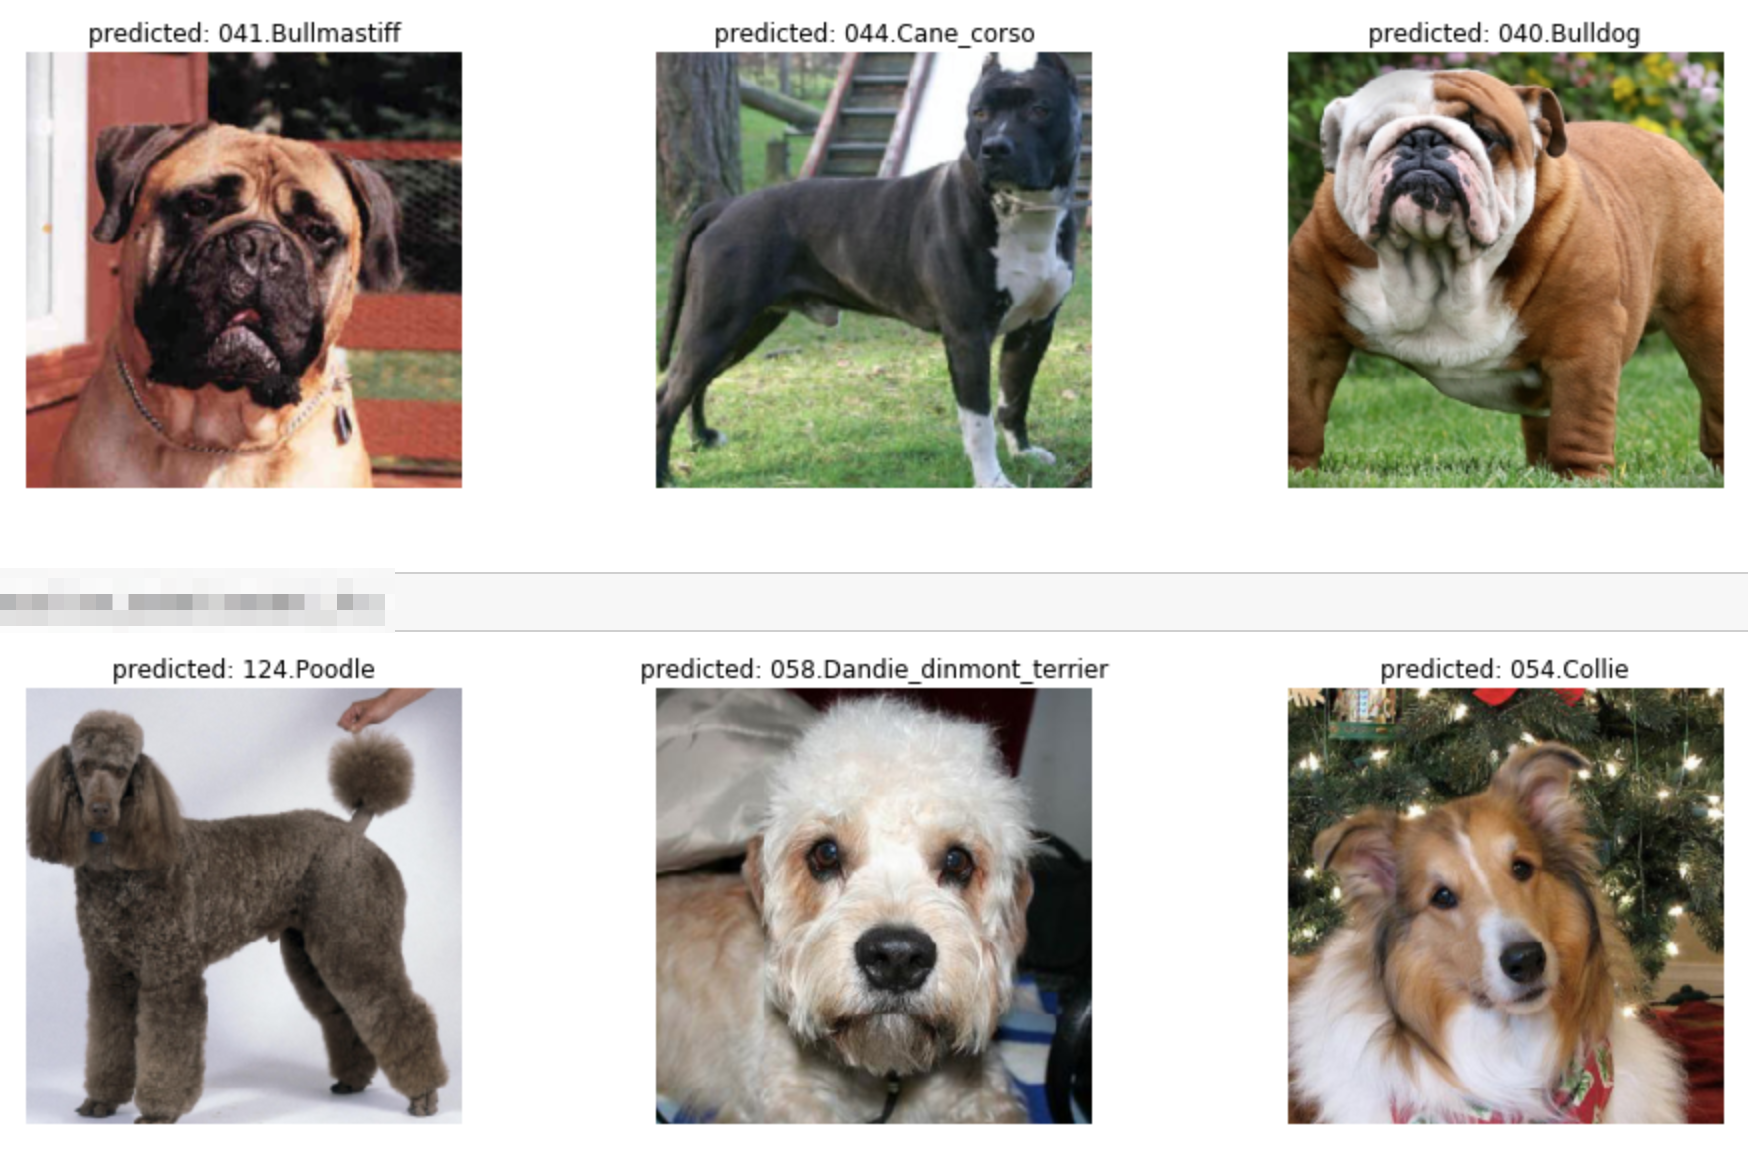 predicted: 041.Bullmastiff
predicted: 044.Cane_corso
predicted: 040.Bulldog
predicted: 124.Poodle
predicted: 058.Dandie_dinmont_terrier
predicted: 054.Collie